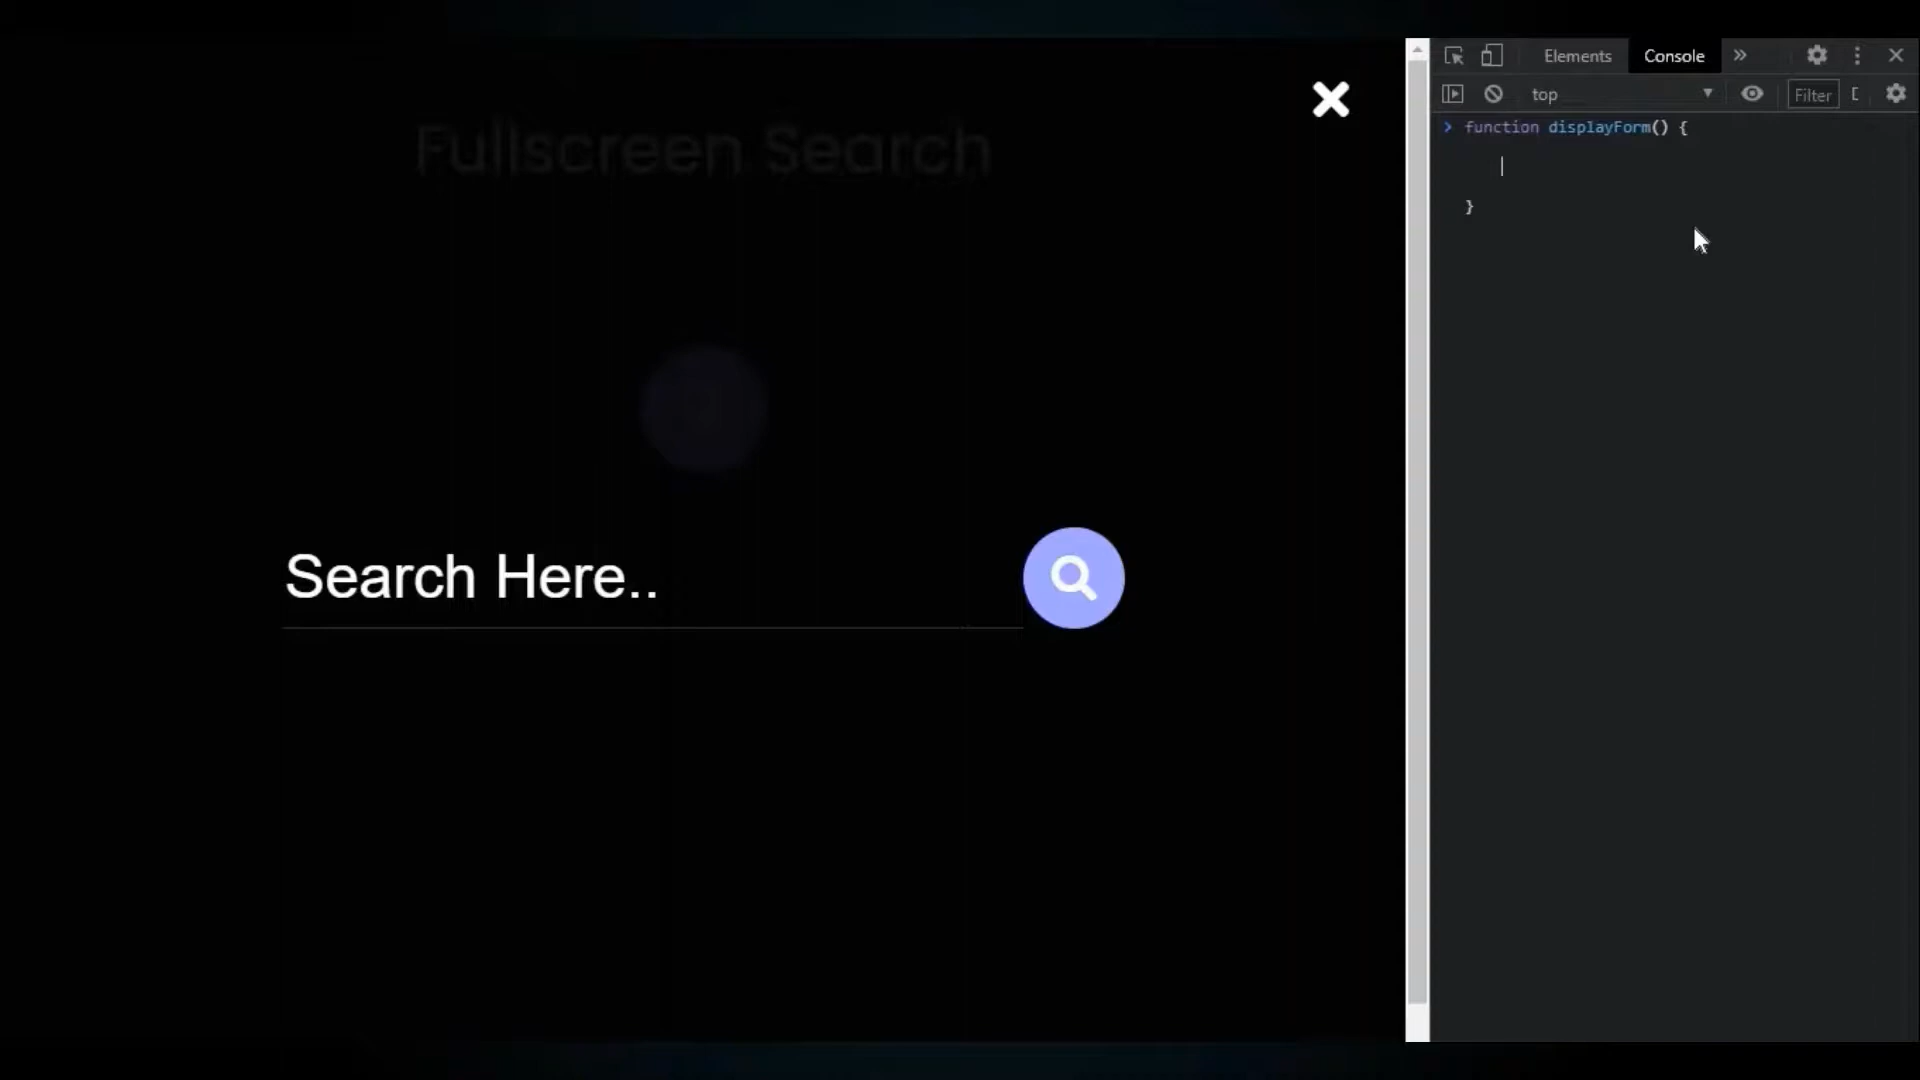 Fullscreen Search
Search Here..
Elements
Console
top
Filter
function displayForm() {
}